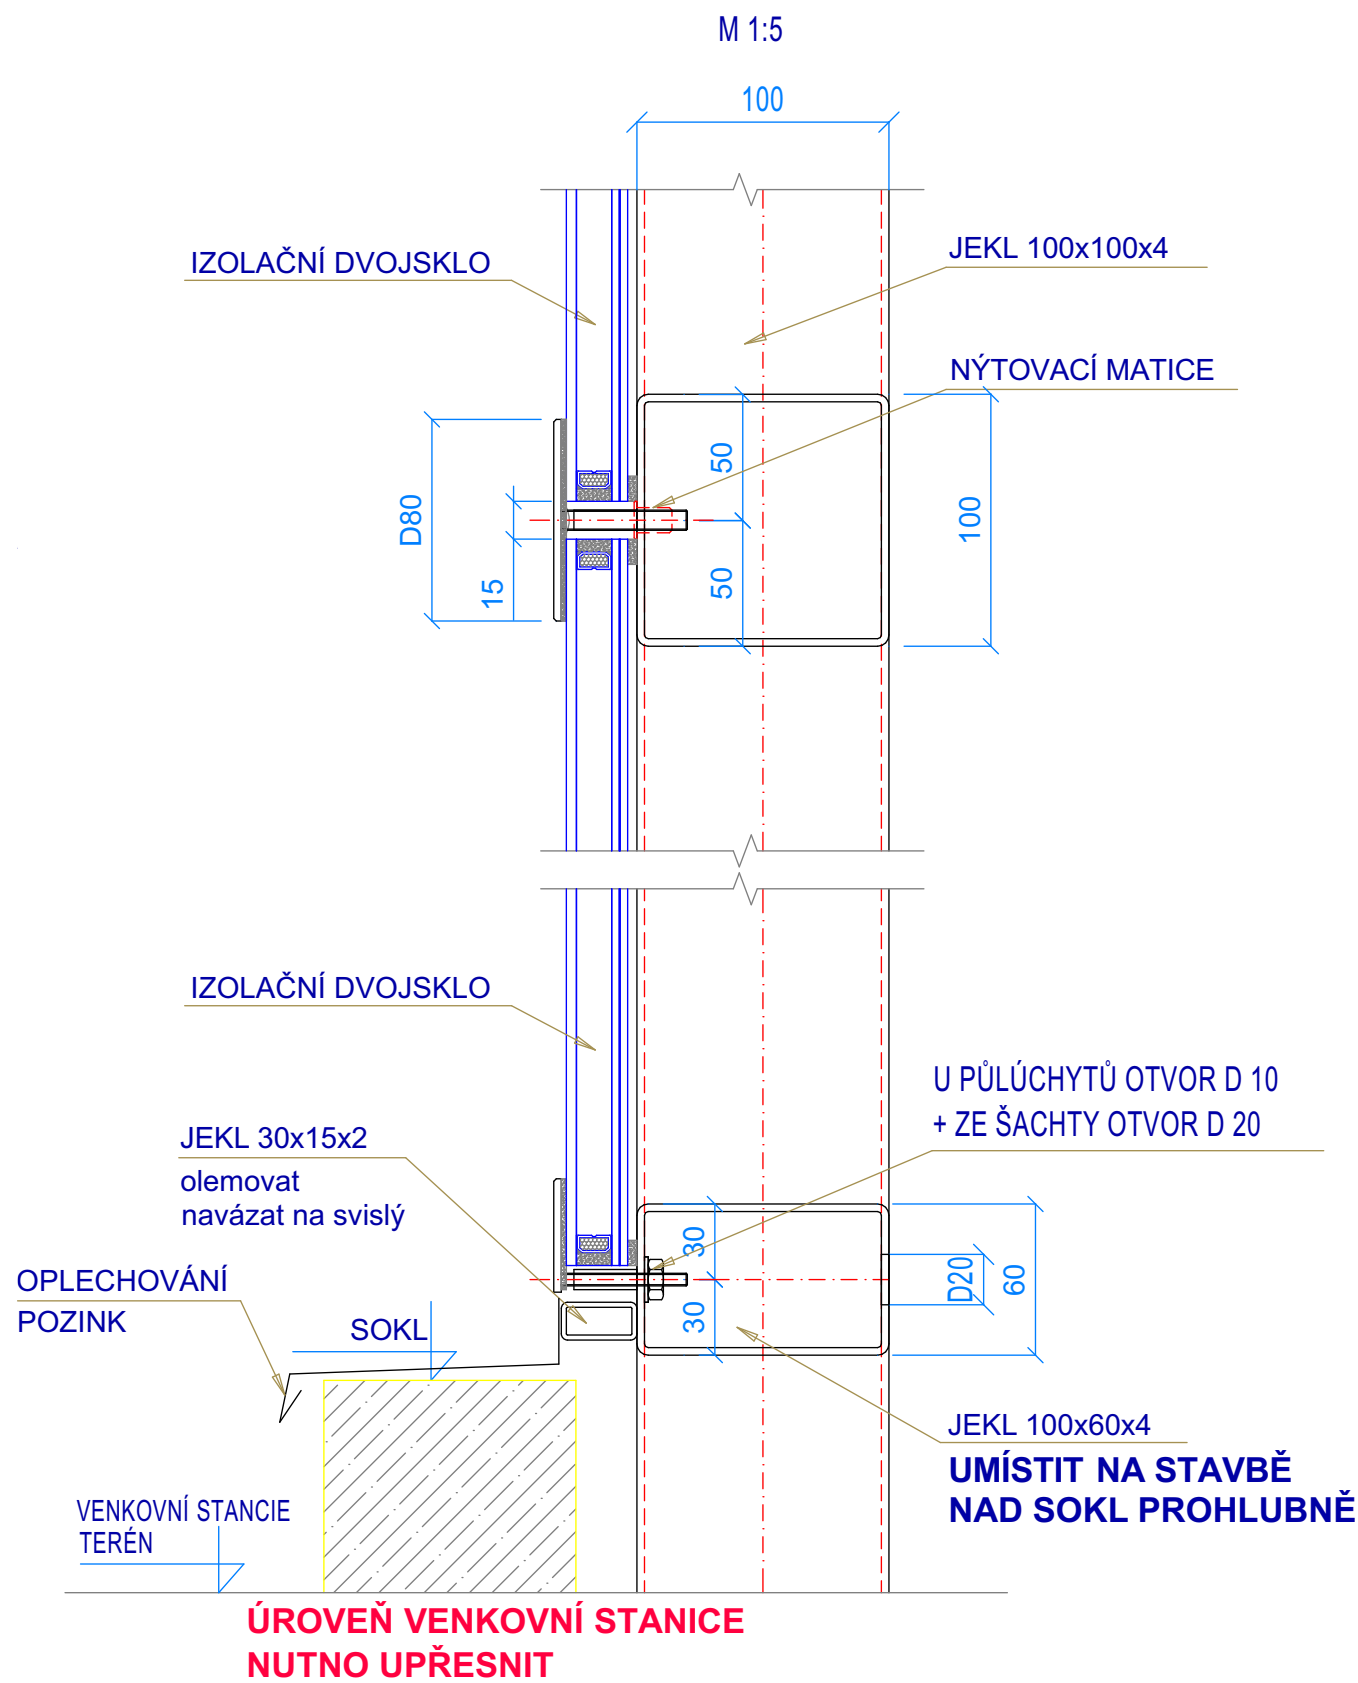 M 1:5
100
IZOLAČNÍ DVOJSKLO
JEKL 100x100x4
NÝTOVACÍ MATICE
50
D80
100
15
50
IZOLAČNÍ DVOJSKLO
U PŮLÚCHYTŮ OTVOR D 10
+ ZE ŠACHTY OTVOR D 20
JEKL 30x15x2
olemovat
navázat na svislý
30
D20
60
30
OPLECHOVÁNÍ
POZINK
SOKL
JEKL 100x60x4
UMÍSTIT NA STAVBĚ
NAD SOKL PROHLUBNĚ
VENKOVNÍ STANCIE
TERÉN
ÚROVEŇ VENKOVNÍ STANICE
NUTNO UPŘESNIT